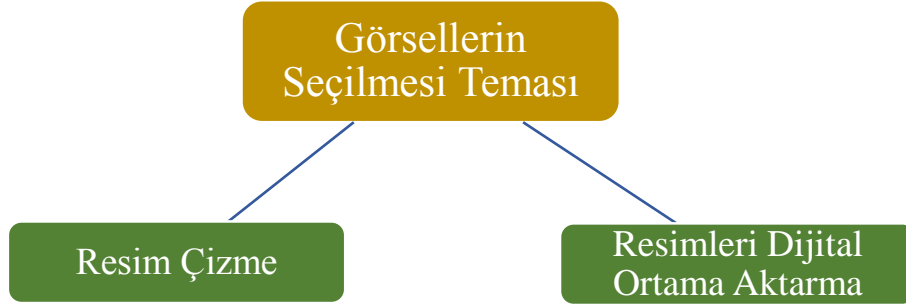 Görsellerin
Seçilmesi Teması
Resim Çizme
Resimleri Dijital
Ortama Aktarma